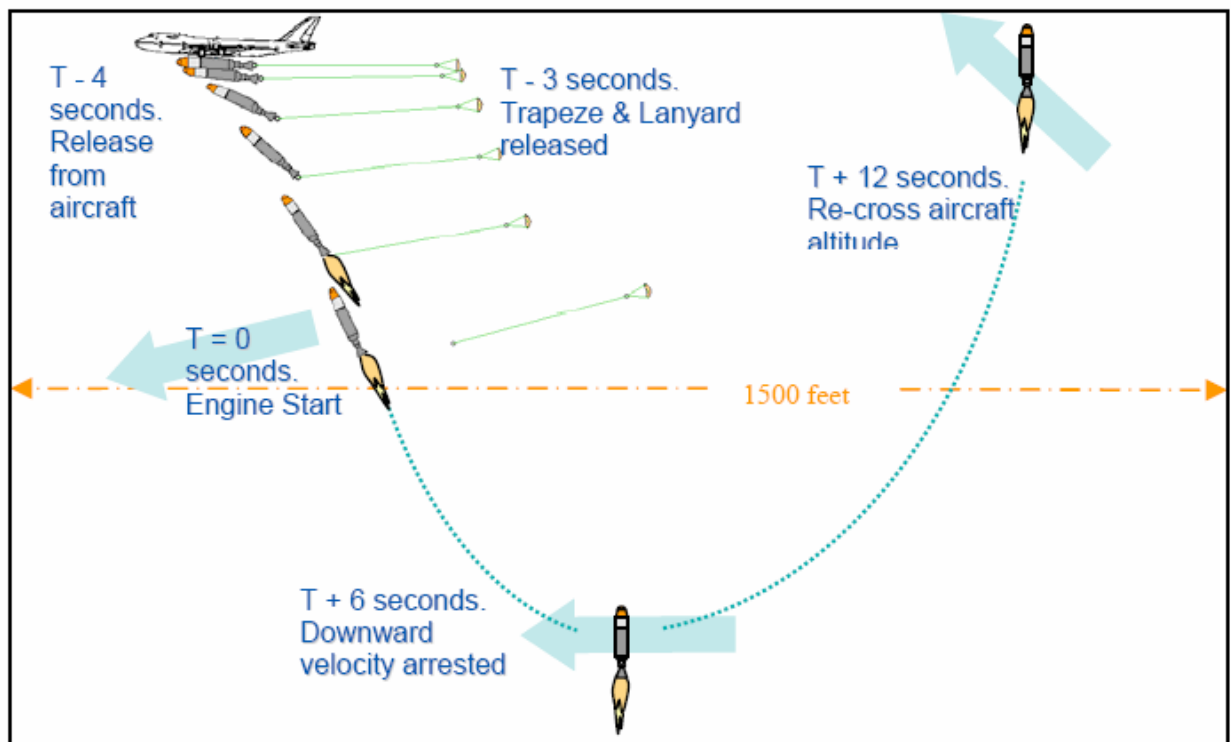 T - 4
seconds.
Release
from
aircraft
T - 3 seconds.
Trapeze & Lanyard
released
T + 12 seconds.
Re-cross aircraft
altitude
T = 0
seconds.
Engine Start
1500 feet
T + 6 seconds.
Downward
velocity arrested